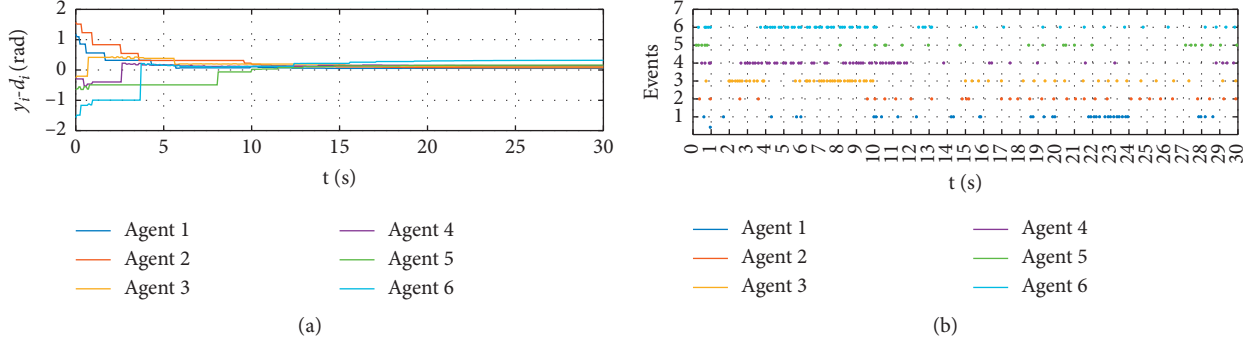 2
1
0
−1
−2
y_i-d_i (rad)
0 5 10 15 20 25 30
t (s)
Agent 1
Agent 2
Agent 3
Agent 4
Agent 5
Agent 6
(a)
7
6
5
4
3
2
1
Events
0 1 2 3 4 5 6 7 8 9 10 11 12 13 14 15 16 17 18 19 20 21 22 23 24 25 26 27 28 29 30
t (s)
Agent 1
Agent 2
Agent 3
Agent 4
Agent 5
Agent 6
(b)